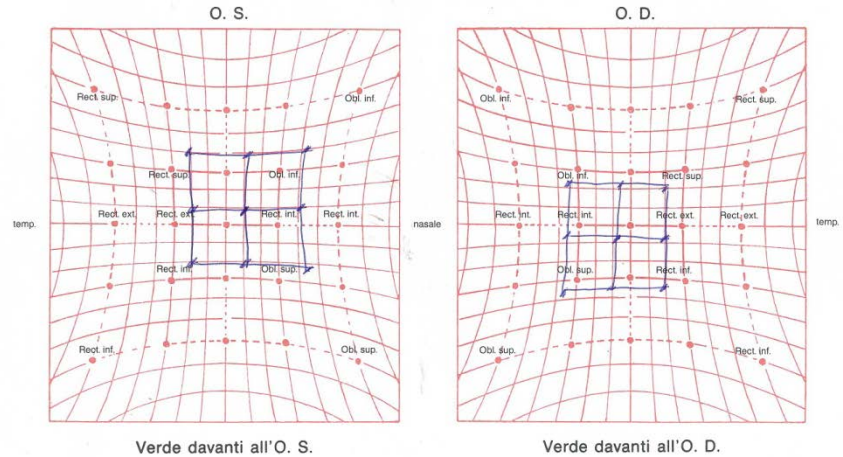 O. S.
O. D.
Rect. sup.
Obl. inf.
Obl. inf.
Rect. sup.
Rect. sup.
Obl. inf.
Obl. inf.
Rect. sup.
temp.
Rect. ext.
Rect. ext.
Rect. int.
Rect. int.
nasale
Rect. int.
Rect. int.
Rect. ext.
Rect. ext.
temp.
Rect. inf.
Obl. sup.
Obl. sup.
Rect. inf.
Rect. inf.
Obl. sup.
Obl. sup.
Rect. inf.
Verde davanti all'O. S.
Verde davanti all'O. D.